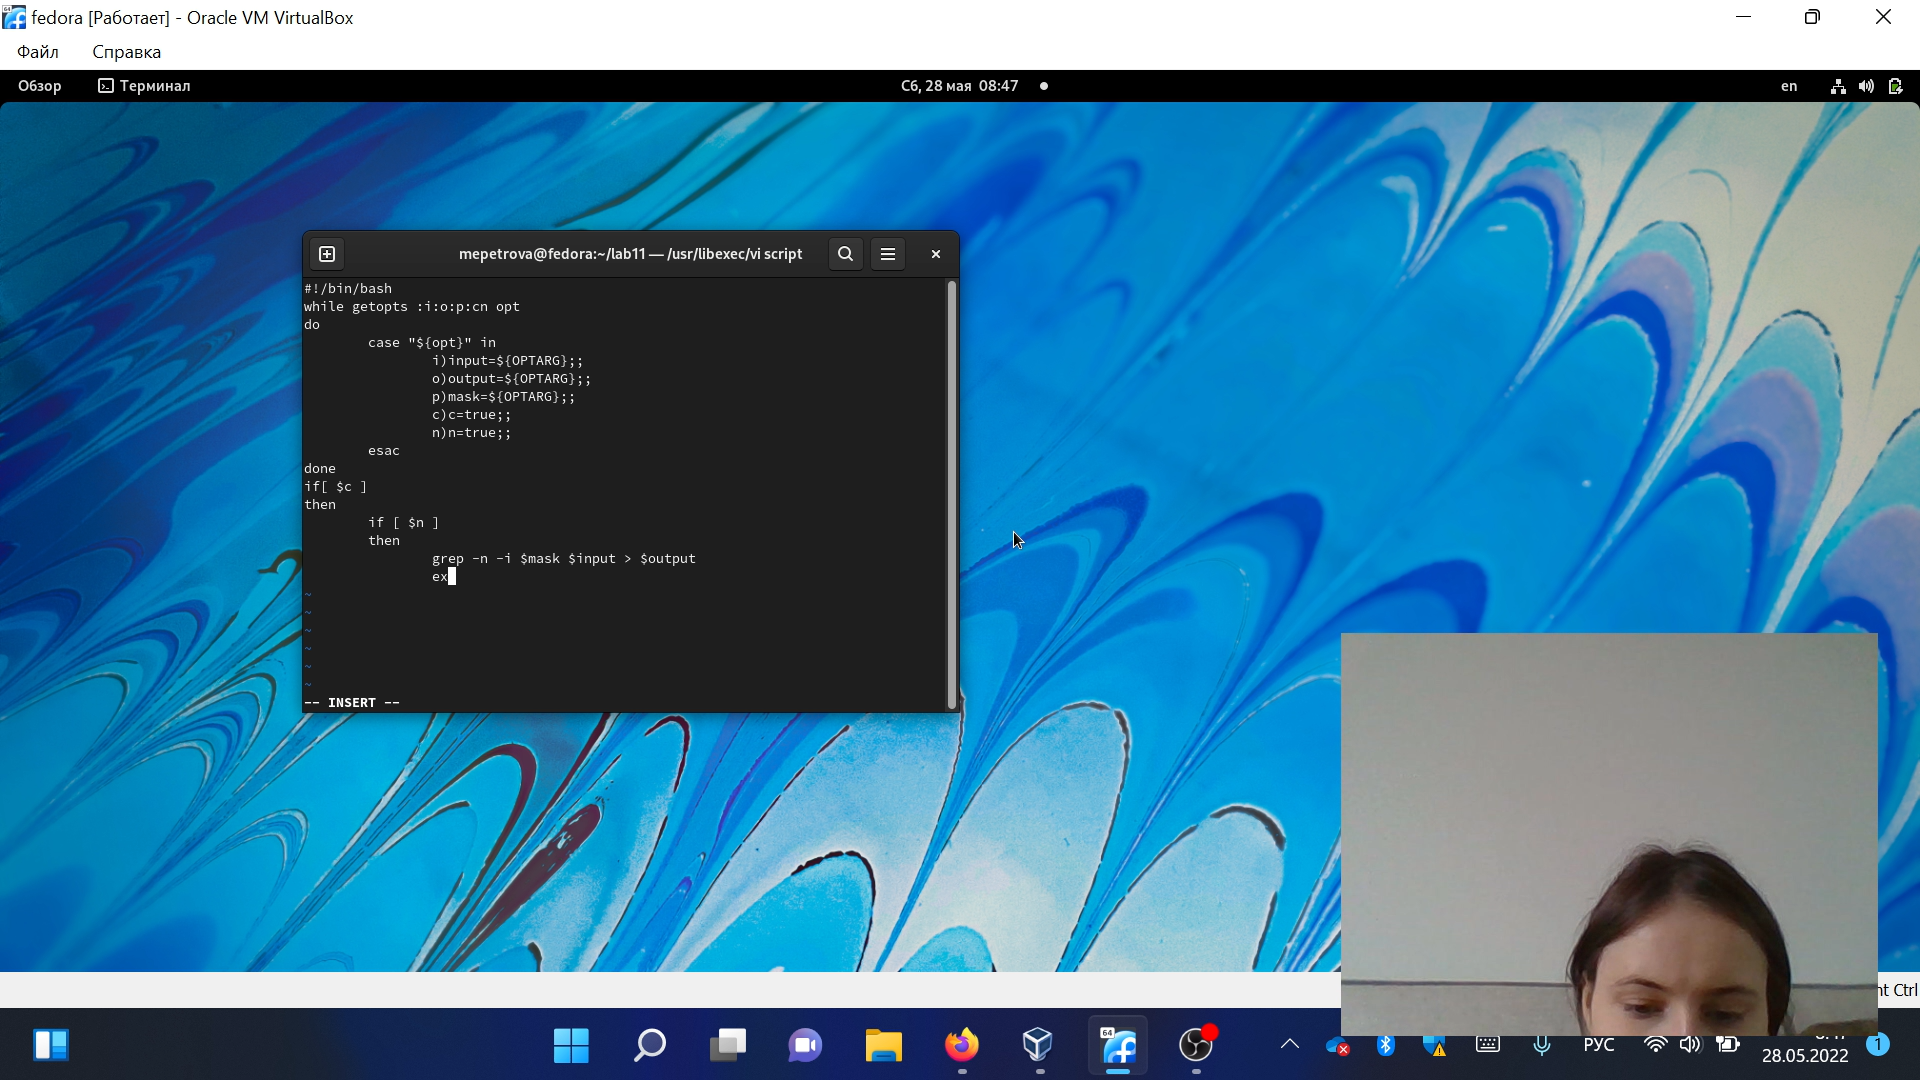 fedora [Работает] - Oracle VM VirtualBox
Файл Справка
Обзор Терминал Сб, 28 мая 08:47 en
mepetrova@fedora:~/lab11 — /usr/libexec/vi script
#!/bin/bash
while getopts :i:o:p:cn opt
do
case "${opt}" in
i)input=${OPTARG};;
o)output=${OPTARG};;
p)mask=${OPTARG};;
c)c=true;;
n)n=true;;
esac
done
if[ $c ]
then
if [ $n ]
then
grep -n -i $mask $input > $output
ex
~
~
~
~
~
~
-- INSERT --
Ctrl
64
РУС
28.05.2022
1